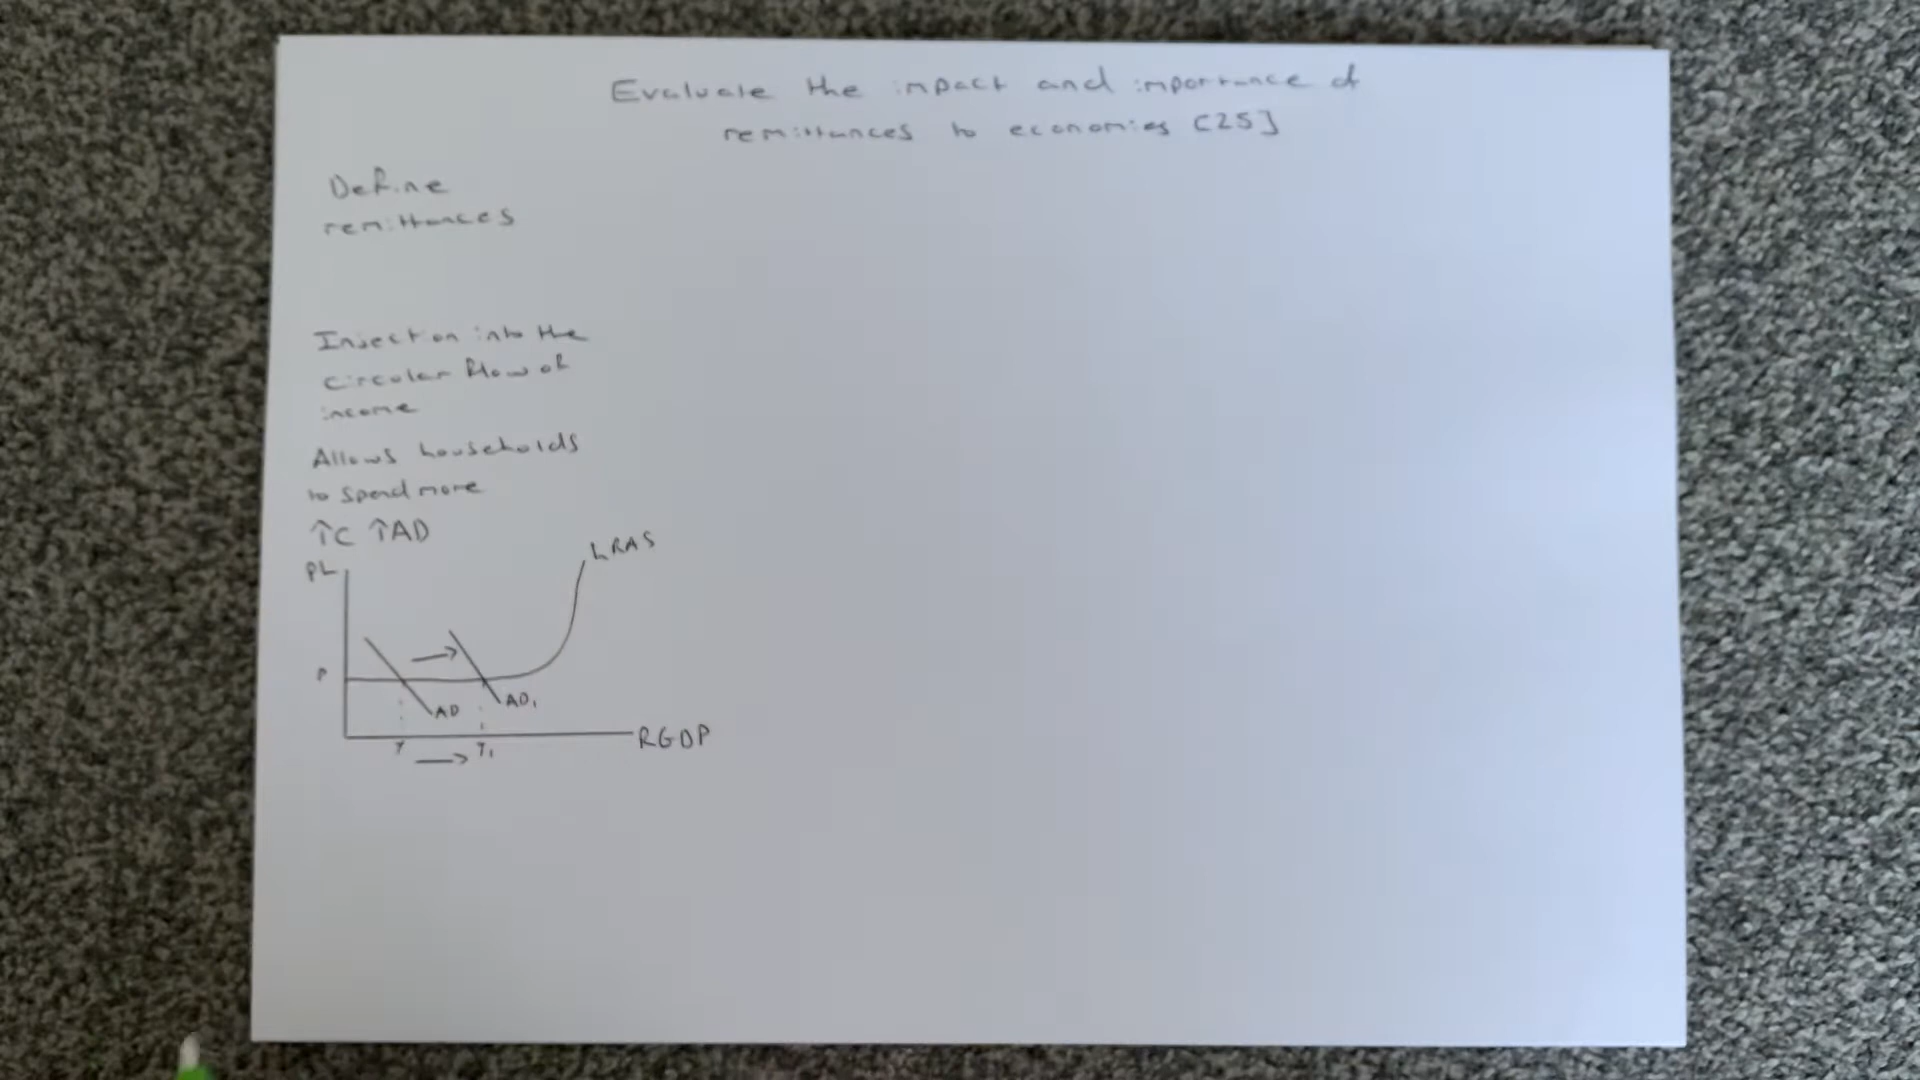 Evaluate the impact and importance of
remittances to economies [25]
Define
remittances
Injection into the
circular flow of
income
Allows households
to spend more
↑C ↑AD
PL
LRAS
P
AD
AD₁
Y
Y₁
RGDP